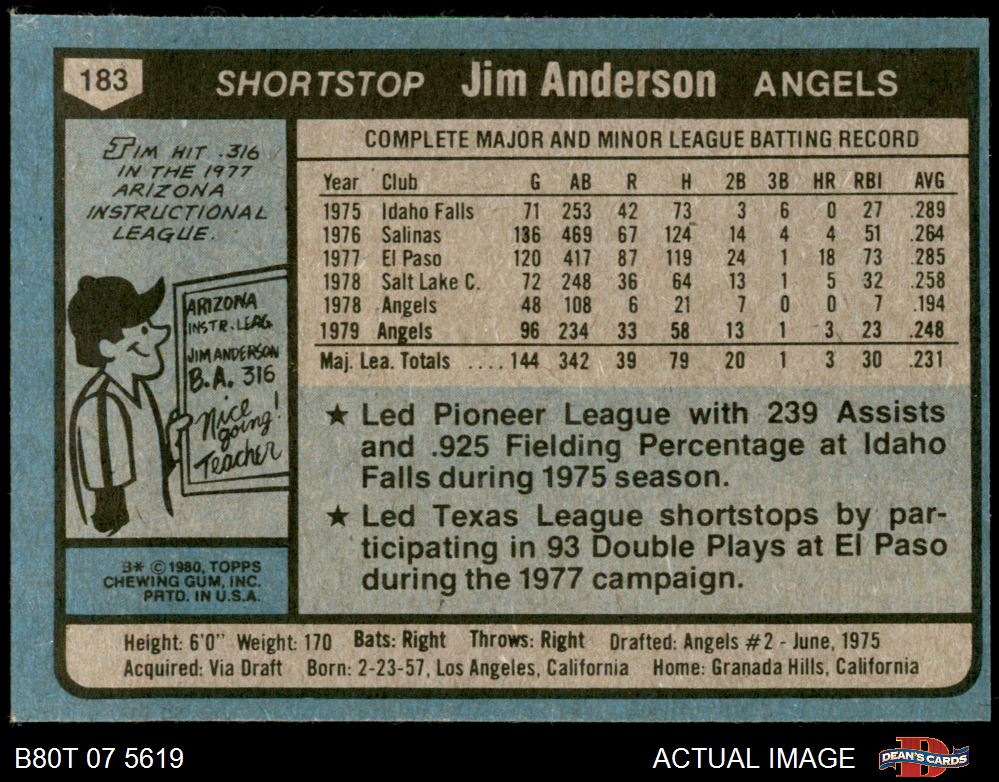 183 SHORTSTOP Jim Anderson ANGELS
JIM HIT .316
IN THE 1977
ARIZONA
INSTRUCTIONAL
LEAGUE.
ARIZONA
INSTR. LEAG.
JIM ANDERSON
B.A. 316
Nice
going!
Teacher
B* © 1980, TOPPS
CHEWING GUM, INC.
PRTD. IN U.S.A.
COMPLETE MAJOR AND MINOR LEAGUE BATTING RECORD
Year Club G AB R H 2B 3B HR RBI AVG
1975 Idaho Falls 71 253 42 73 3 6 0 27 .289
1976 Salinas 136 469 67 124 14 4 4 51 .264
1977 El Paso 120 417 87 119 24 1 18 73 .285
1978 Salt Lake C. 72 248 36 64 13 1 5 32 .258
1978 Angels 48 108 6 21 7 0 0 7 .194
1979 Angels 96 234 33 58 13 1 3 23 .248
Maj. Lea. Totals .... 144 342 39 79 20 1 3 30 .231
★ Led Pioneer League with 239 Assists
and .925 Fielding Percentage at Idaho
Falls during 1975 season.
★ Led Texas League shortstops by par-
ticipating in 93 Double Plays at El Paso
during the 1977 campaign.
Height: 6'0" Weight: 170 Bats: Right Throws: Right Drafted: Angels #2 - June, 1975
Acquired: Via Draft Born: 2-23-57, Los Angeles, California Home: Granada Hills, California
B80T 07 5619 ACTUAL IMAGE DEAN'S CARDS